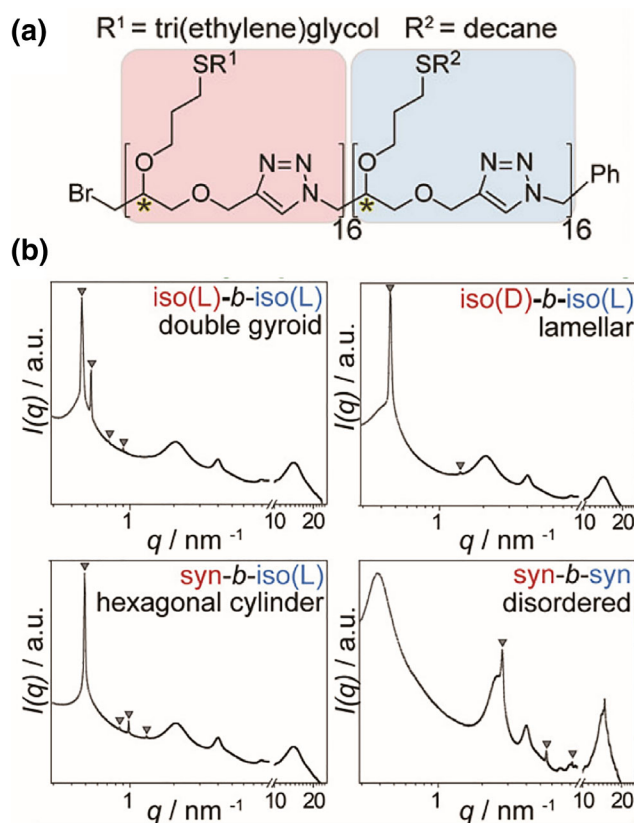 (a)
R¹ = tri(ethylene)glycol R² = decane
SR¹ SR²
O O
N=N N=N
Br O N O N Ph
* *
16 16
(b)
iso(L)-b-iso(L)
double gyroid
I(q) / a.u.
1 10 20
q / nm -1
iso(D)-b-iso(L)
lamellar
I(q) / a.u.
1 10 20
q / nm -1
syn-b-iso(L)
hexagonal cylinder
I(q) / a.u.
1 10 20
q / nm -1
syn-b-syn
disordered
I(q) / a.u.
1 10 20
q / nm -1